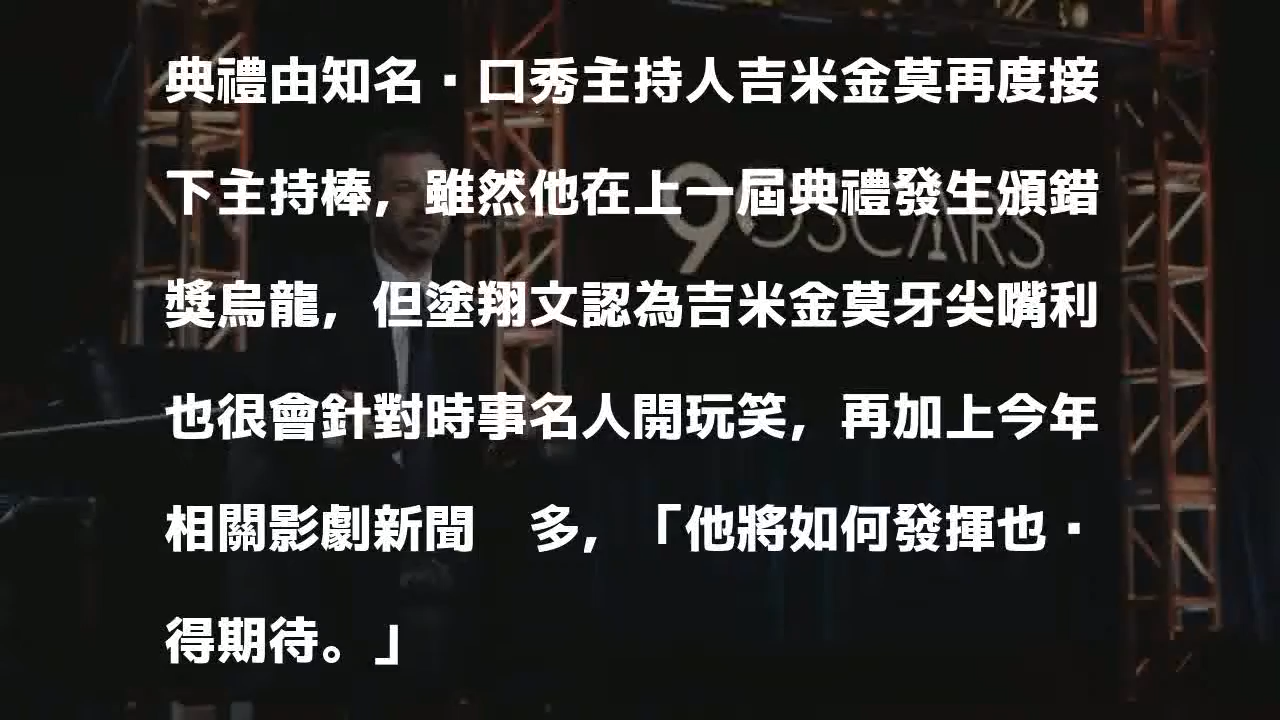 典禮由知名·口秀主持人吉米金莫再度接
下主持棒，雖然他在上一屆典禮發生頒錯
獎烏龍，但塗翔文認為吉米金莫牙尖嘴利
也很會針對時事名人開玩笑，再加上今年
相關影劇新聞　多，「他將如何發揮也·
得期待。」
90 OSCARS